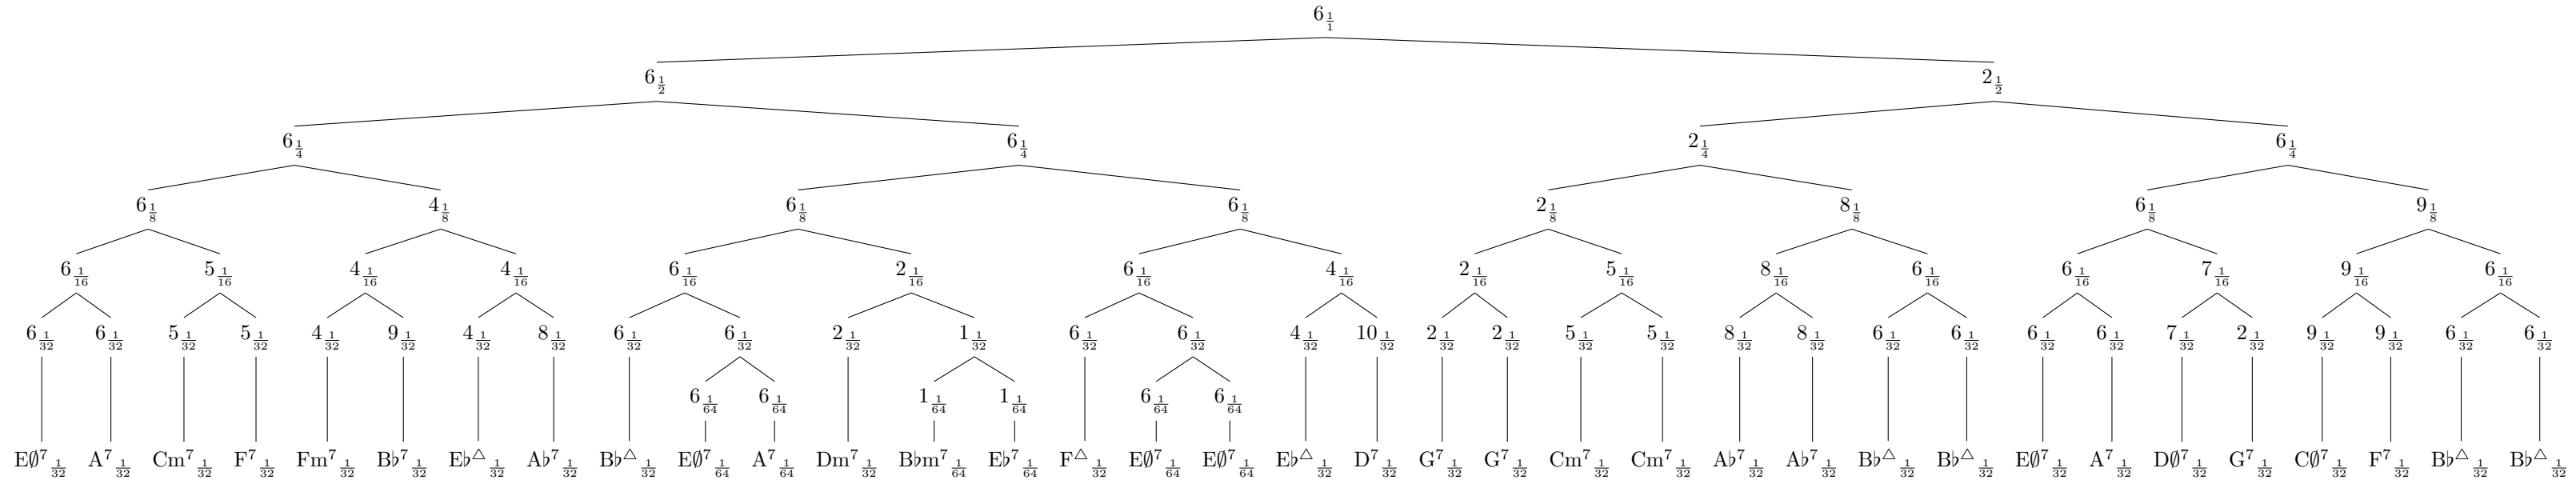 6 1/1
6 1/2 2 1/2
6 1/4 6 1/4 2 1/4 6 1/4
6 1/8 4 1/8 6 1/8 6 1/8 2 1/8 8 1/8 6 1/8 9 1/8
6 1/16 5 1/16 4 1/16 4 1/16 6 1/16 2 1/16 6 1/16 4 1/16 2 1/16 5 1/16 8 1/16 6 1/16 6 1/16 7 1/16 9 1/16 6 1/16
6 1/32 6 1/32 5 1/32 5 1/32 4 1/32 9 1/32 4 1/32 8 1/32 6 1/32 6 1/32 2 1/32 1 1/32 6 1/32 6 1/32 4 1/32 10 1/32 2 1/32 2 1/32 5 1/32 5 1/32 8 1/32 8 1/32 6 1/32 6 1/32 6 1/32 6 1/32 7 1/32 2 1/32 9 1/32 9 1/32 6 1/32 6 1/32
6 1/64 6 1/64 1 1/64 1 1/64 6 1/64 6 1/64
E∅⁷ 1/32 A⁷ 1/32 Cm⁷ 1/32 F⁷ 1/32 Fm⁷ 1/32 B♭⁷ 1/32 E♭△ 1/32 A♭⁷ 1/32 B♭△ 1/32 E∅⁷ 1/64 A⁷ 1/64 Dm⁷ 1/32 B♭m⁷ 1/64 E♭⁷ 1/64 F△ 1/32 E∅⁷ 1/64 E∅⁷ 1/64 E♭△ 1/32 D⁷ 1/32 G⁷ 1/32 G⁷ 1/32 Cm⁷ 1/32 Cm⁷ 1/32 A♭⁷ 1/32 A♭⁷ 1/32 B♭△ 1/32 B♭△ 1/32 E∅⁷ 1/32 A⁷ 1/32 D∅⁷ 1/32 G⁷ 1/32 C∅⁷ 1/32 F⁷ 1/32 B♭△ 1/32 B♭△ 1/32